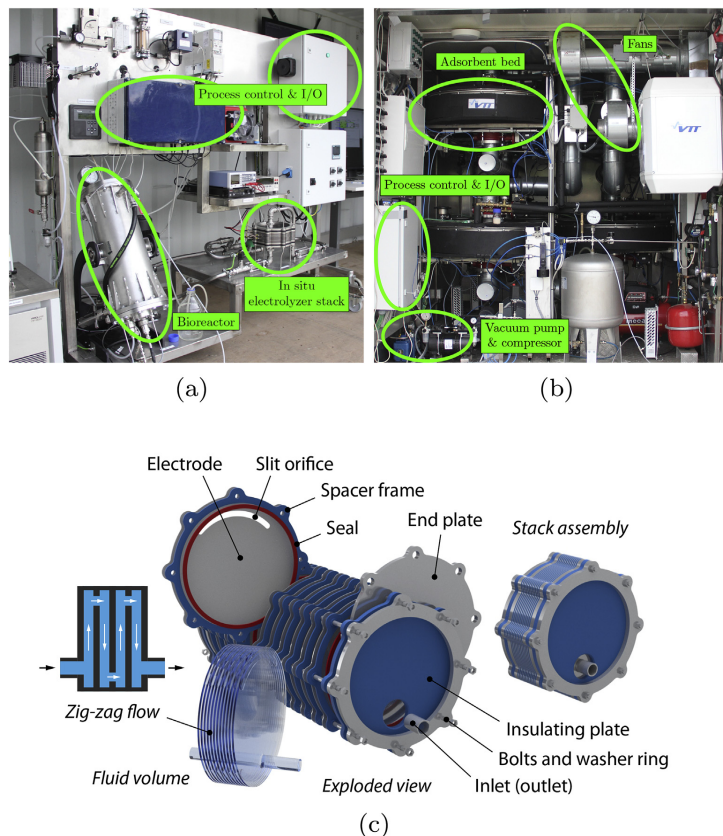 Process control & I/O
In situ
electrolyzer stack
Bioreactor
Fans
Adsorbent bed
VTT
VTT
Process control & I/O
Vacuum pump
& compressor
(a)
(b)
Electrode
Slit orifice
Spacer frame
Seal
End plate
Stack assembly
Zig-zag flow
Fluid volume
Exploded view
Insulating plate
Bolts and washer ring
Inlet (outlet)
(c)